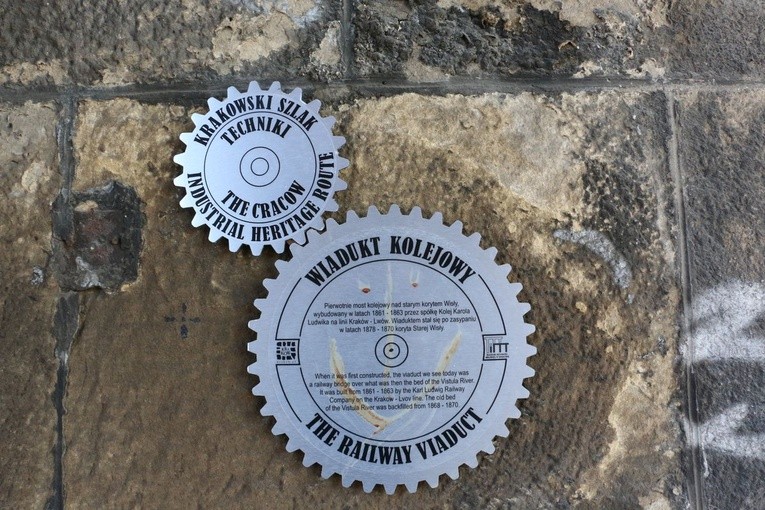 KRAKOWSKI SZLAK
TECHNIKI
THE CRACOW
INDUSTRIAL HERITAGE ROUTE
WIADUKT KOLEJOWY
Pierwotnie most kolejowy nad starym korytem Wisły,
wybudowany w latach 1861 - 1863 przez spółkę Kolej Karola
Ludwika na linii Kraków - Lwów. Wiaduktem stał się po zasypaniu
w latach 1878 - 1870 koryta Starej Wisły.
When it was first constructed, the viaduct we see today was
a railway bridge over what was then the bed of the Vistula River.
It was built from 1861 - 1863 by the Karl Ludwig Railway
Company on the Kraków - Lvov line. The old bed
of the Vistula River was backfilled from 1868 - 1870.
THE RAILWAY VIADUCT